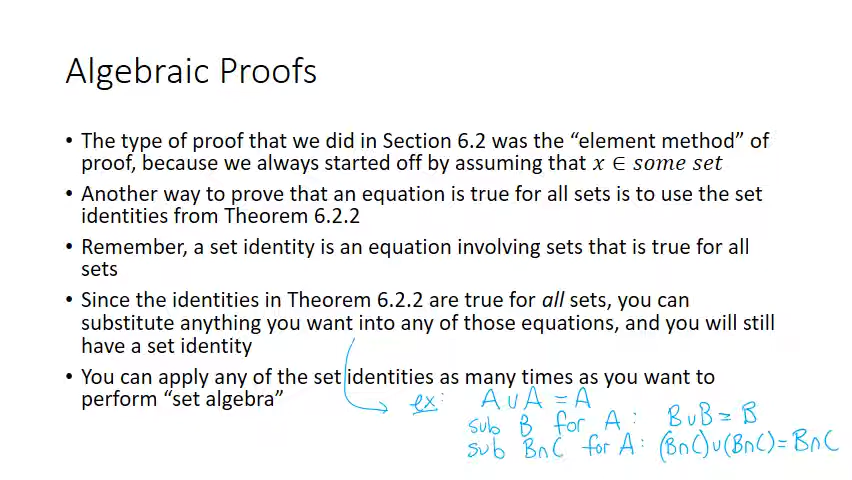 Algebraic Proofs
• The type of proof that we did in Section 6.2 was the “element method” of
proof, because we always started off by assuming that 𝑥 ∈ 𝑠𝑜𝑚𝑒 𝑠𝑒𝑡
• Another way to prove that an equation is true for all sets is to use the set
identities from Theorem 6.2.2
• Remember, a set identity is an equation involving sets that is true for all
sets
• Since the identities in Theorem 6.2.2 are true for all sets, you can
substitute anything you want into any of those equations, and you will still
have a set identity
• You can apply any of the set identities as many times as you want to
perform “set algebra”
ex: A ∪ A = A
sub B for A: B∪B = B
sub B∩C for A: (B∩C)∪(B∩C) = B∩C